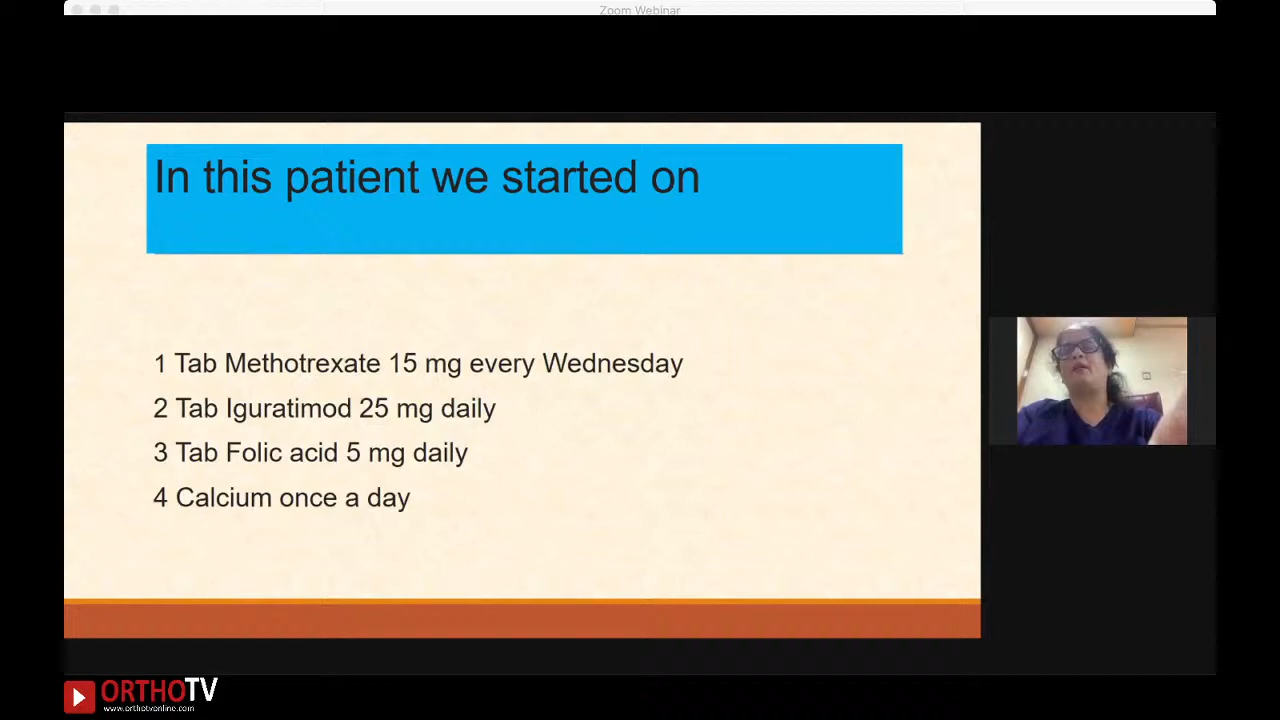 Zoom Webinar
In this patient we started on
1 Tab Methotrexate 15 mg every Wednesday
2 Tab Iguratimod 25 mg daily
3 Tab Folic acid 5 mg daily
4 Calcium once a day
ORTHOTV
www.orthotvonline.com